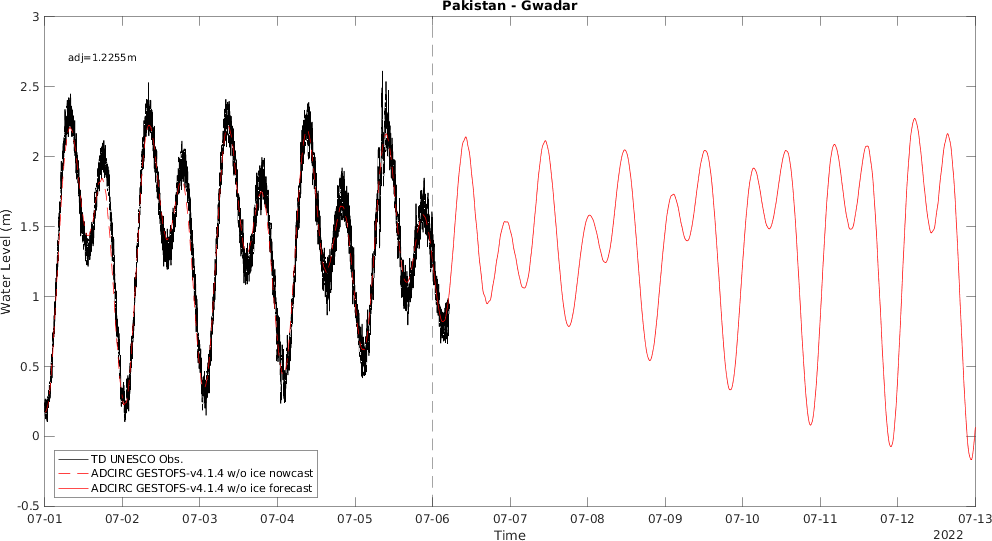 Pakistan - Gwadar
adj=1.2255m
Water Level (m)
3
2.5
2
1.5
1
0.5
0
-0.5
TD UNESCO Obs.
ADCIRC GESTOFS-v4.1.4 w/o ice nowcast
ADCIRC GESTOFS-v4.1.4 w/o ice forecast
07-01 07-02 07-03 07-04 07-05 07-06 07-07 07-08 07-09 07-10 07-11 07-12 07-13
Time
2022